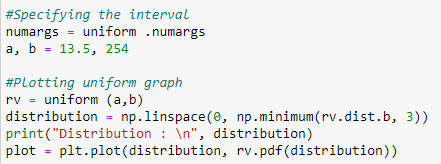 #Specifying the interval
numargs = uniform .numargs
a, b = 13.5, 254
#Plotting uniform graph
rv = uniform (a,b)
distribution = np.linspace(0, np.minimum(rv.dist.b, 3))
print("Distribution : \n", distribution)
plot = plt.plot(distribution, rv.pdf(distribution))